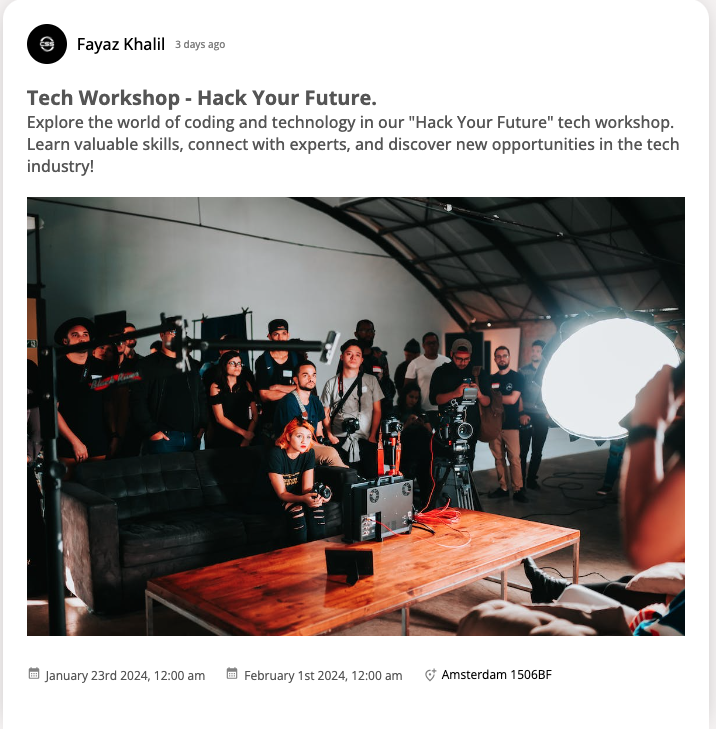 CSS
Fayaz Khalil 3 days ago
Tech Workshop - Hack Your Future.
Explore the world of coding and technology in our "Hack Your Future" tech workshop.
Learn valuable skills, connect with experts, and discover new opportunities in the tech
industry!
January 23rd 2024, 12:00 am February 1st 2024, 12:00 am Amsterdam 1506BF